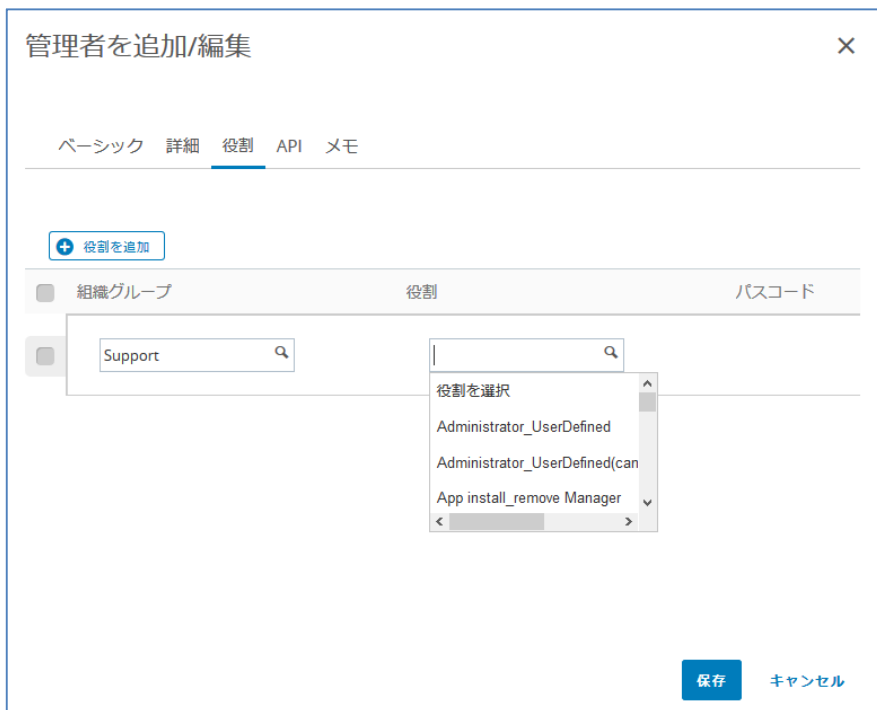 管理者を追加/編集
ベーシック 詳細 役割 API メモ
役割を追加
組織グループ 役割 パスコード
Support
役割を選択
Administrator_UserDefined
Administrator_UserDefined(can
App install_remove Manager
保存 キャンセル